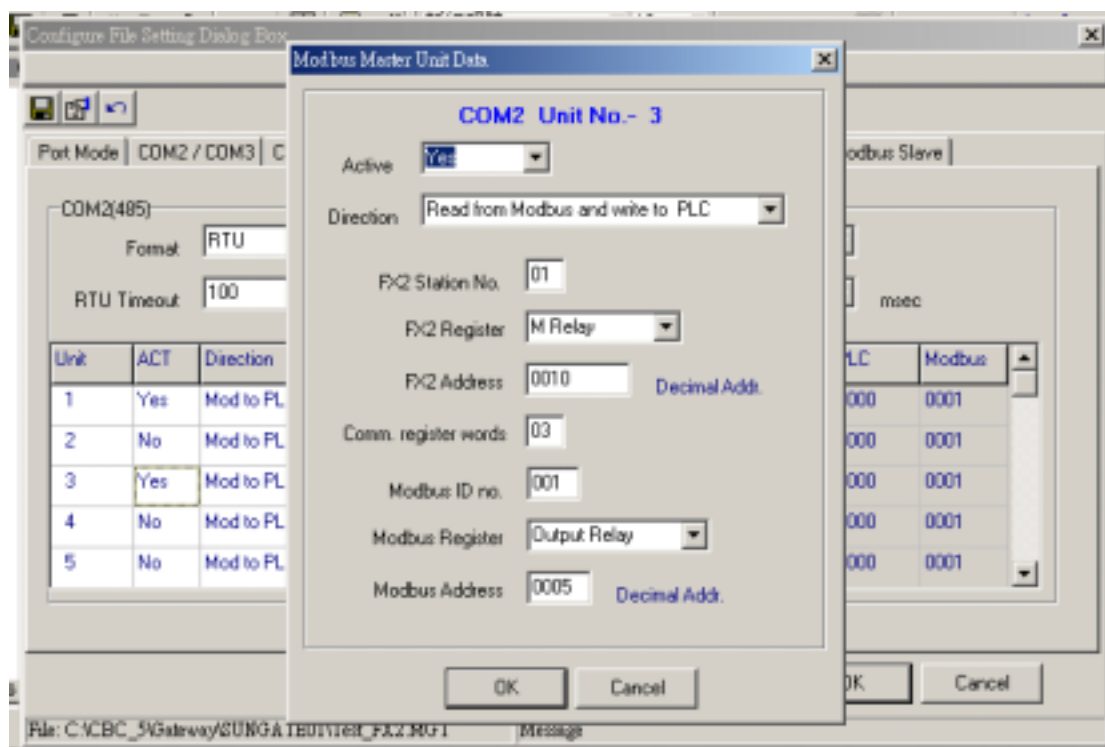 Configure File Setting Dialog Box
Modbus Master Unit Data
COM2 Unit No.- 3
Port Mode COM2 / COM3 C
odbus Slave
Active Yes
Direction Read from Modbus and write to PLC
COM2(485)
Format RTU
RTU Timeout 100
msec
FX2 Station No. 01
FX2 Register M Relay
FX2 Address 0010 Decimal Addr.
Comm. register words 03
Modbus ID no. 001
Modbus Register Output Relay
Modbus Address 0005 Decimal Addr.
Unit ACT Direction PLC Modbus
1 Yes Mod to PL 000 0001
2 No Mod to PL 000 0001
3 Yes Mod to PL 000 0001
4 No Mod to PL 000 0001
5 No Mod to PL 000 0001
OK Cancel
OK Cancel
File: C:\CBC_5\Gateway\ Message